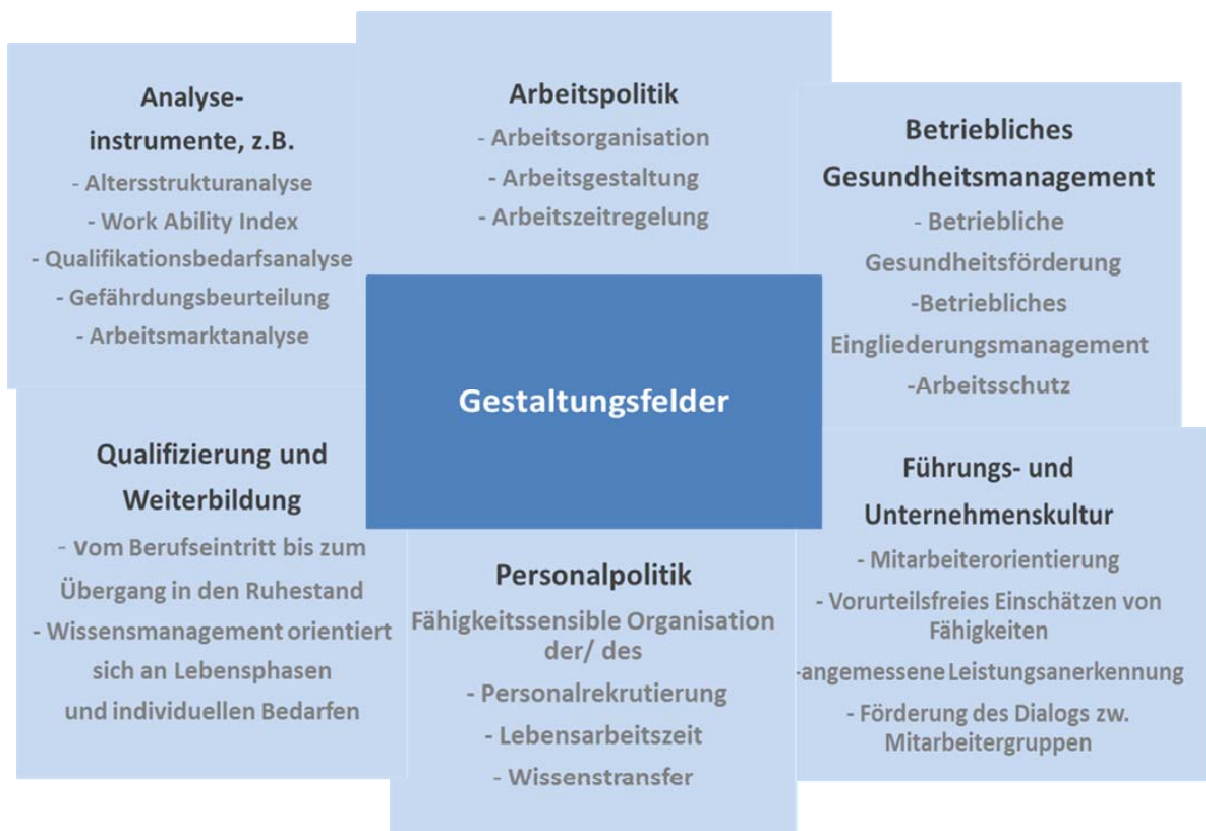 Analyse-
instrumente, z.B.
- Altersstrukturanalyse
- Work Ability Index
- Qualifikationsbedarfsanalyse
- Gefährdungsbeurteilung
- Arbeitsmarktanalyse
Arbeitspolitik
- Arbeitsorganisation
- Arbeitsgestaltung
- Arbeitszeitregelung
Betriebliches
Gesundheitsmanagement
- Betriebliche
Gesundheitsförderung
-Betriebliches
Eingliederungsmanagement
-Arbeitsschutz
Gestaltungsfelder
Qualifizierung und
Weiterbildung
- Vom Berufseintritt bis zum
Übergang in den Ruhestand
- Wissensmanagement orientiert
sich an Lebensphasen
und individuellen Bedarfen
Personalpolitik
Fähigkeitssensible Organisation
der/ des
- Personalrekrutierung
- Lebensarbeitszeit
- Wissenstransfer
Führungs- und
Unternehmenskultur
- Mitarbeiterorientierung
- Vorurteilsfreies Einschätzen von
Fähigkeiten
-angemessene Leistungsanerkennung
- Förderung des Dialogs zw.
Mitarbeitergruppen